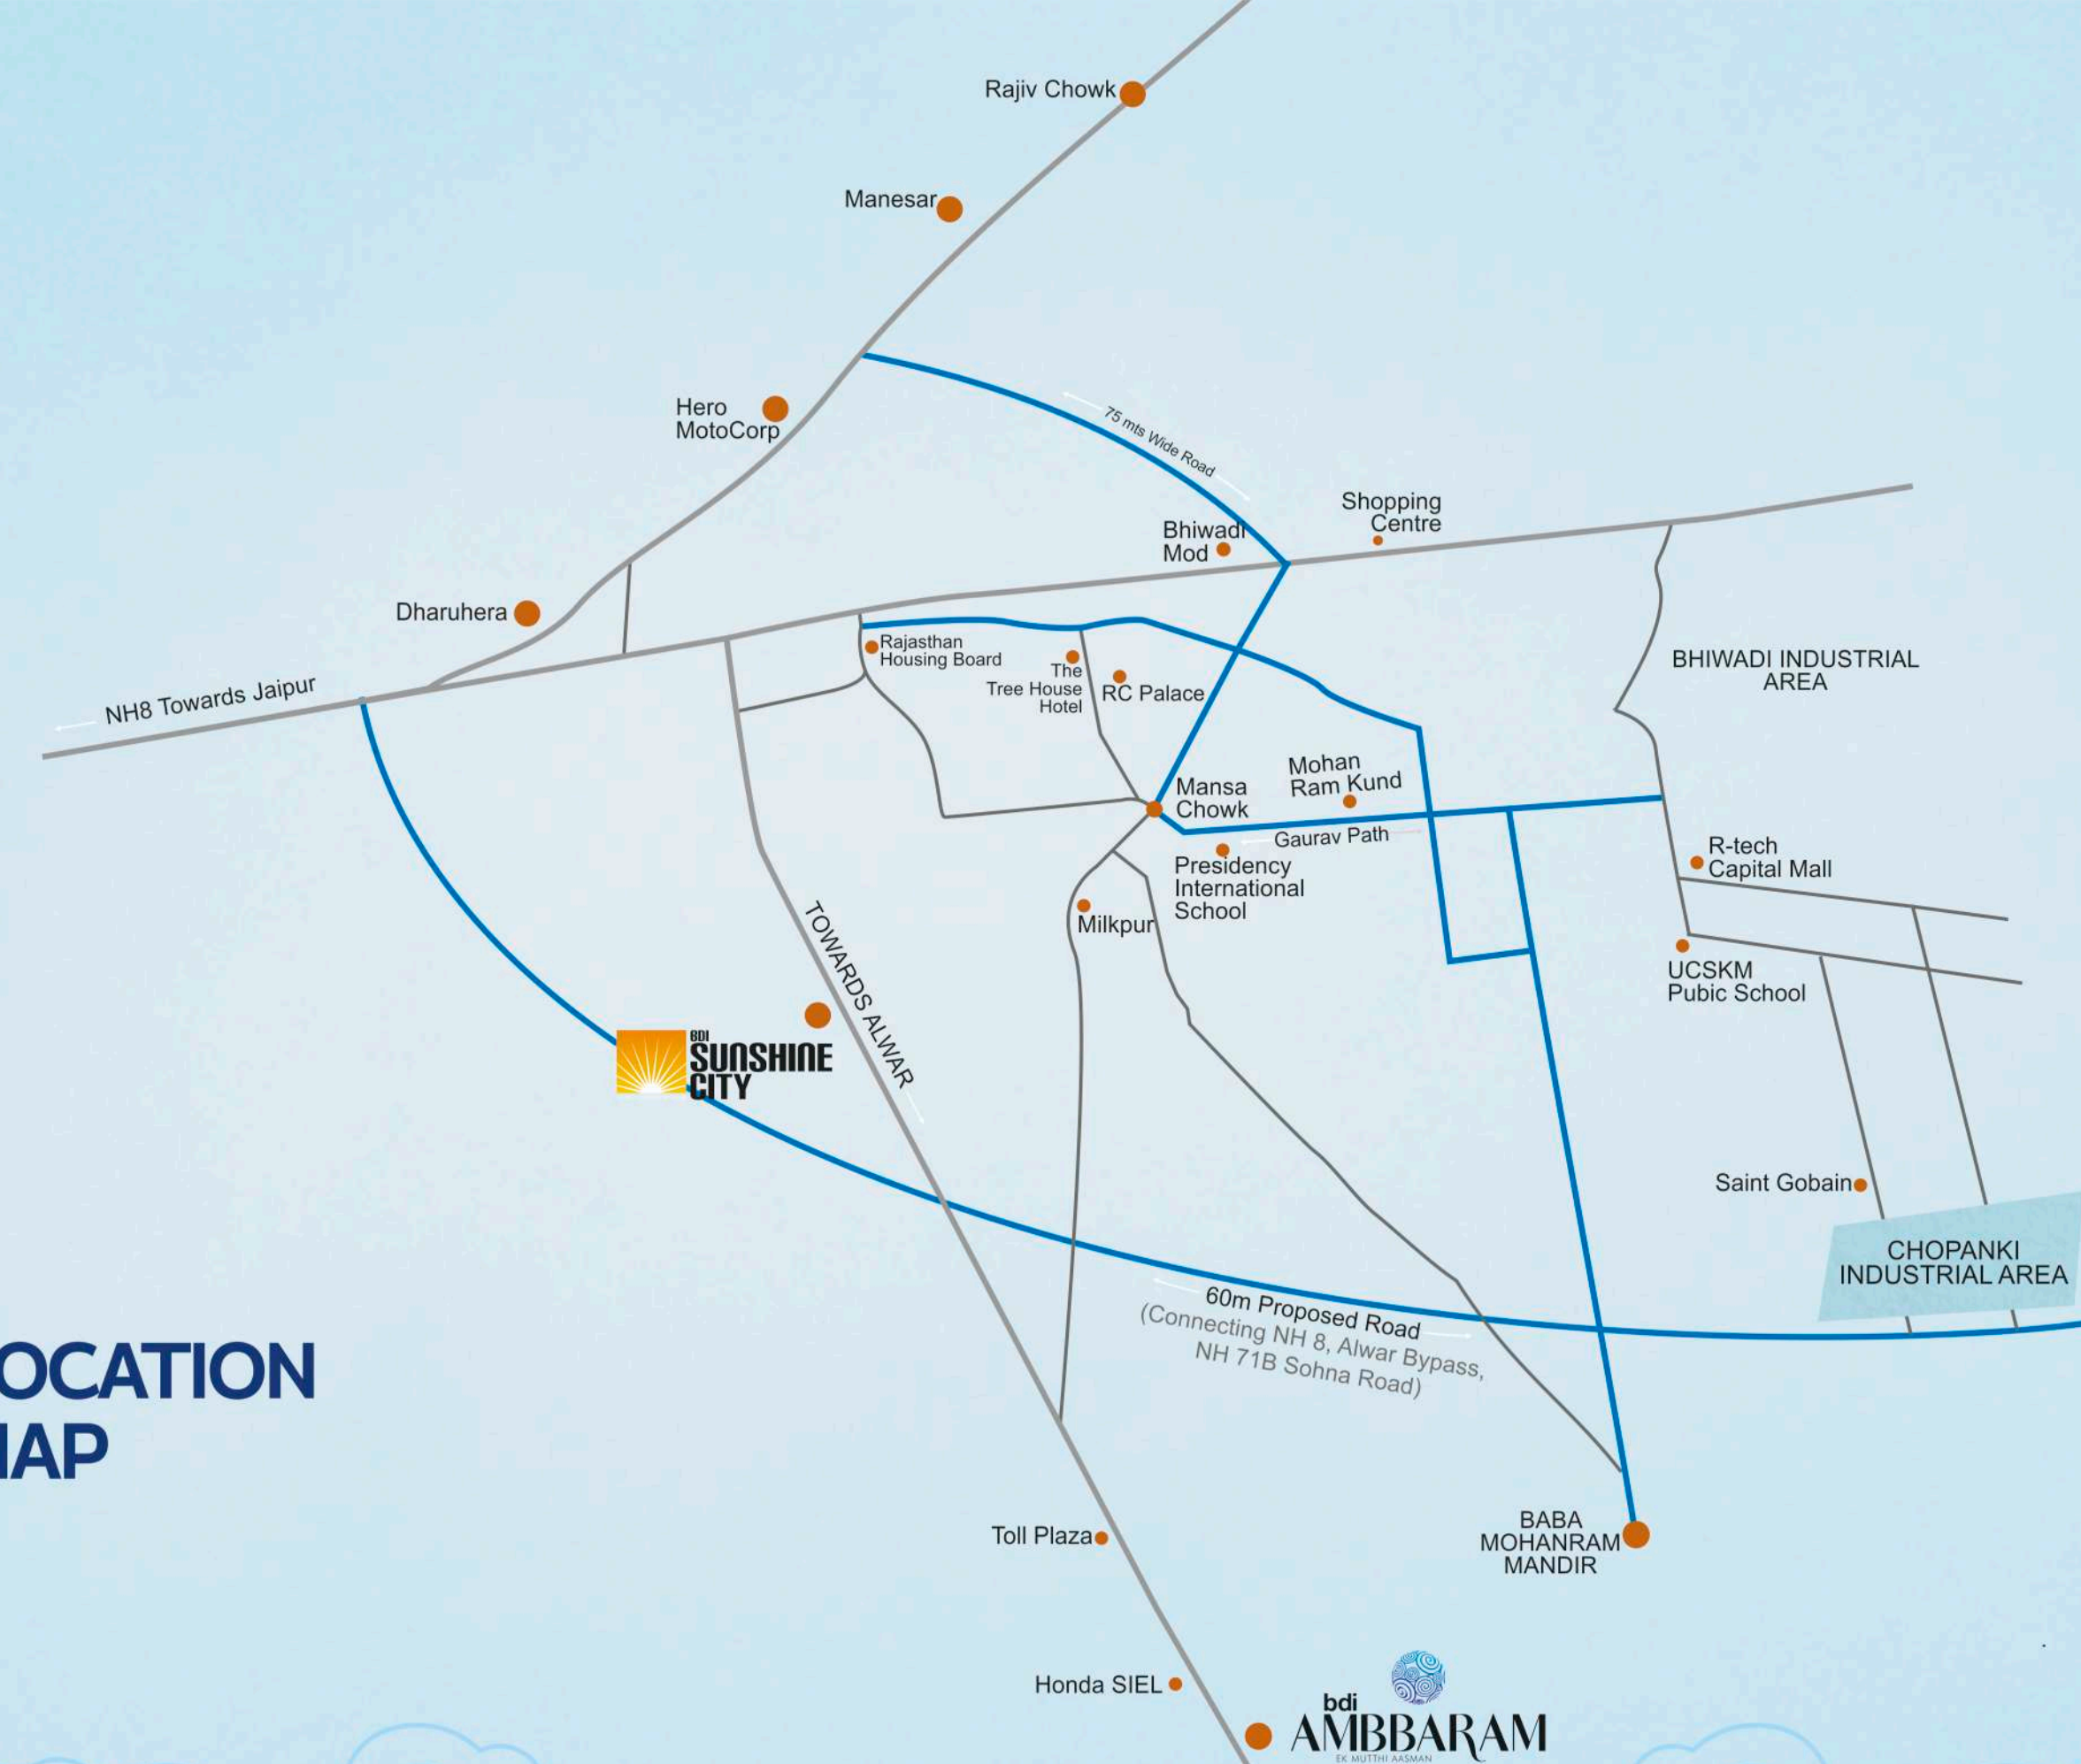 Rajiv Chowk
Manesar
Hero
MotoCorp
75 mts Wide Road
Shopping
Centre
Bhiwadi
Mod
Dharuhera
NH8 Towards Jaipur
Rajasthan
Housing Board
The
Tree House
Hotel
RC Palace
BHIWADI INDUSTRIAL
AREA
Mansa
Chowk
Mohan
Ram Kund
Gaurav Path
Presidency
International
School
Milkpur
R-tech
Capital Mall
UCSKM
Pubic School
TOWARDS ALWAR
BDI
SUNSHINE
CITY
Saint Gobain
CHOPANKI
INDUSTRIAL AREA
60m Proposed Road
(Connecting NH 8, Alwar Bypass,
NH 71B Sohna Road)
OCATION
AP
Toll Plaza
BABA
MOHANRAM
MANDIR
Honda SIEL
bdi
AMBBARAM
EK MUTTHI AASMAN